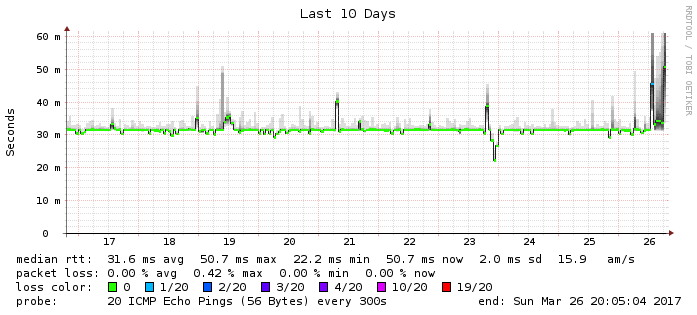 Last 10 Days
RRDTOOL / TOBI OETIKER
Seconds
60 m
50 m
40 m
30 m
20 m
10 m
0
17 18 19 20 21 22 23 24 25 26
median rtt: 31.6 ms avg 50.7 ms max 22.2 ms min 50.7 ms now 2.0 ms sd 15.9 am/s
packet loss: 0.00 % avg 0.42 % max 0.00 % min 0.00 % now
loss color: 0 1/20 2/20 3/20 4/20 10/20 19/20
probe: 20 ICMP Echo Pings (56 Bytes) every 300s end: Sun Mar 26 20:05:04 2017